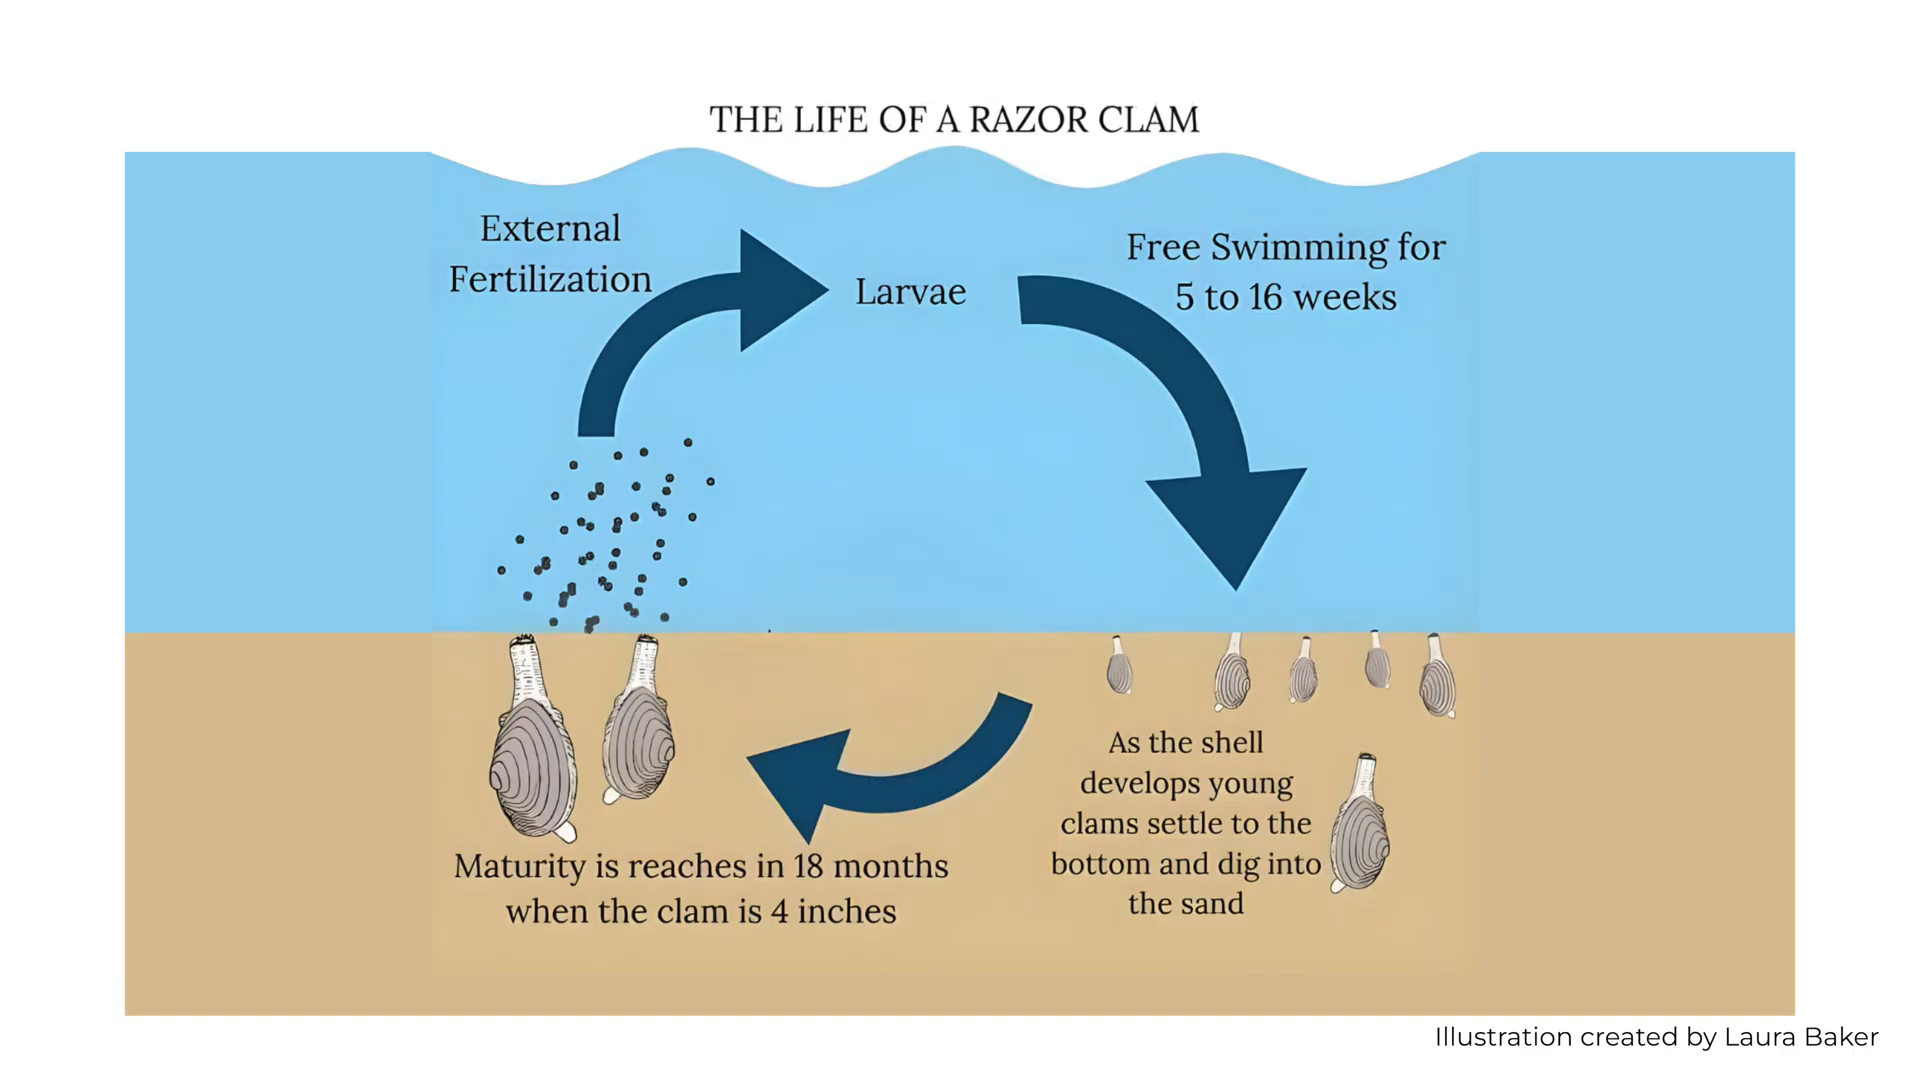 THE LIFE OF A RAZOR CLAM
External
Fertilization
Larvae
Free Swimming for
5 to 16 weeks
As the shell
develops young
clams settle to the
bottom and dig into
the sand
Maturity is reaches in 18 months
when the clam is 4 inches
Illustration created by Laura Baker